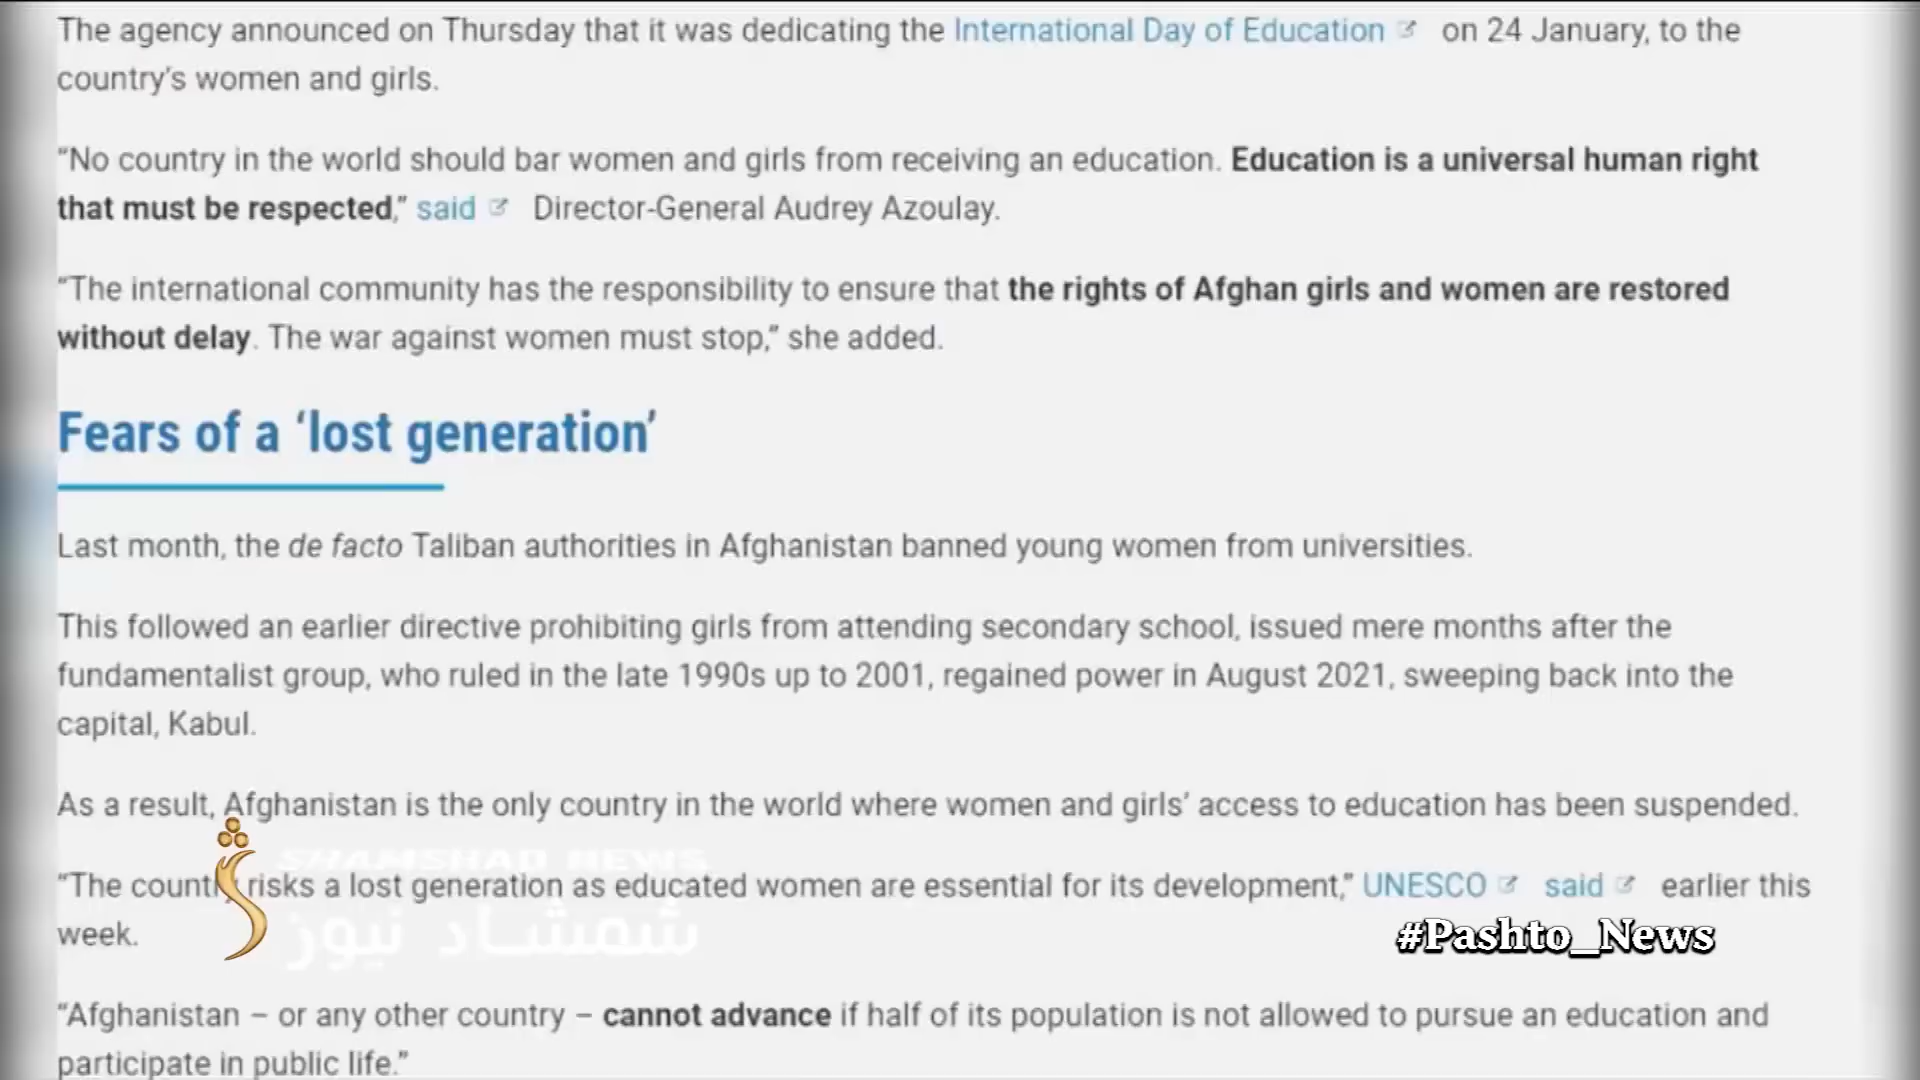 The agency announced on Thursday that it was dedicating the International Day of Education on 24 January, to the
country's women and girls.
“No country in the world should bar women and girls from receiving an education. Education is a universal human right
that must be respected,” said Director-General Audrey Azoulay.
“The international community has the responsibility to ensure that the rights of Afghan girls and women are restored
without delay. The war against women must stop,” she added.
Fears of a ‘lost generation’
Last month, the de facto Taliban authorities in Afghanistan banned young women from universities.
This followed an earlier directive prohibiting girls from attending secondary school, issued mere months after the
fundamentalist group, who ruled in the late 1990s up to 2001, regained power in August 2021, sweeping back into the
capital, Kabul.
As a result, Afghanistan is the only country in the world where women and girls’ access to education has been suspended.
SHAMSHAD NEWS
“The country risks a lost generation as educated women are essential for its development,” UNESCO said earlier this
week.
شمشاد نیوز
#Pashto_News
“Afghanistan – or any other country – cannot advance if half of its population is not allowed to pursue an education and
participate in public life.”